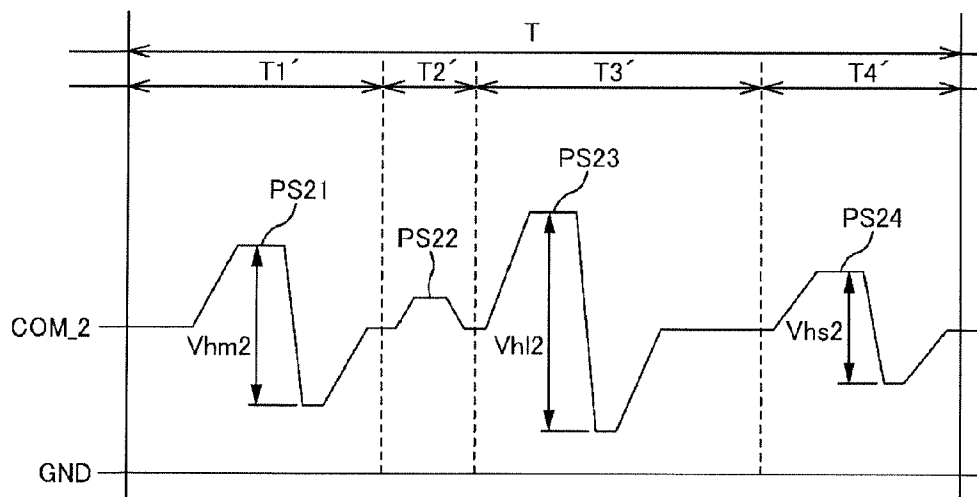 T
T1´ T2´ T3´ T4´
PS21 PS22 PS23 PS24
COM_2
Vhm2 Vhl2 Vhs2
GND